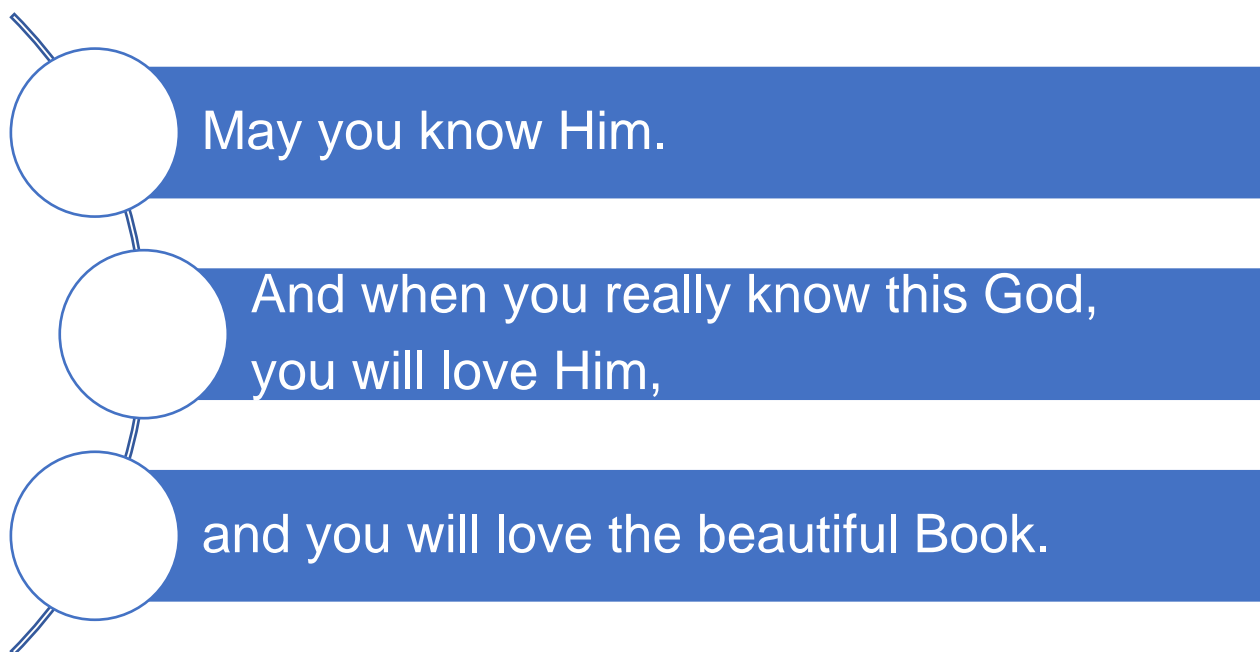 May you know Him.
And when you really know this God,
you will love Him,
and you will love the beautiful Book.